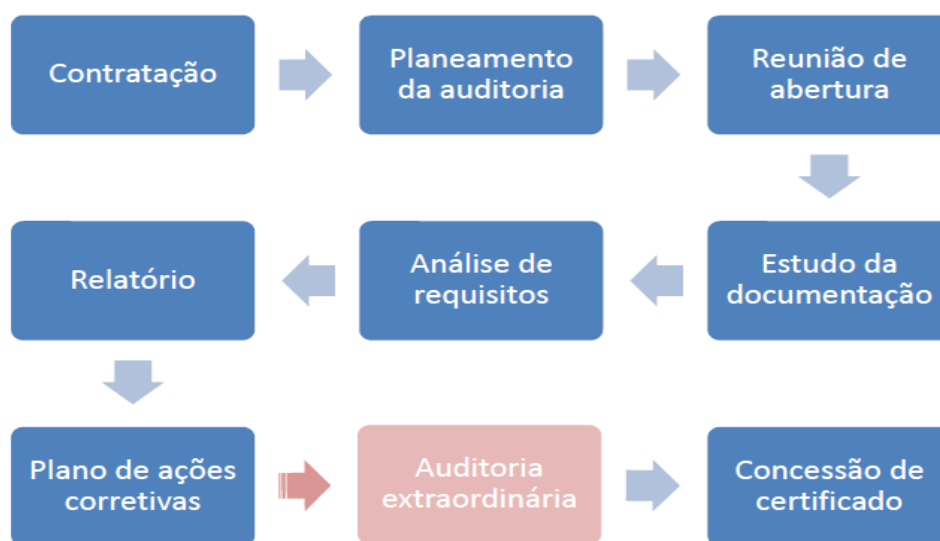 Contratação
Planeamento
da auditoria
Reunião de
abertura
Estudo da
documentação
Análise de
requisitos
Relatório
Plano de ações
corretivas
Auditoria
extraordinária
Concessão de
certificado